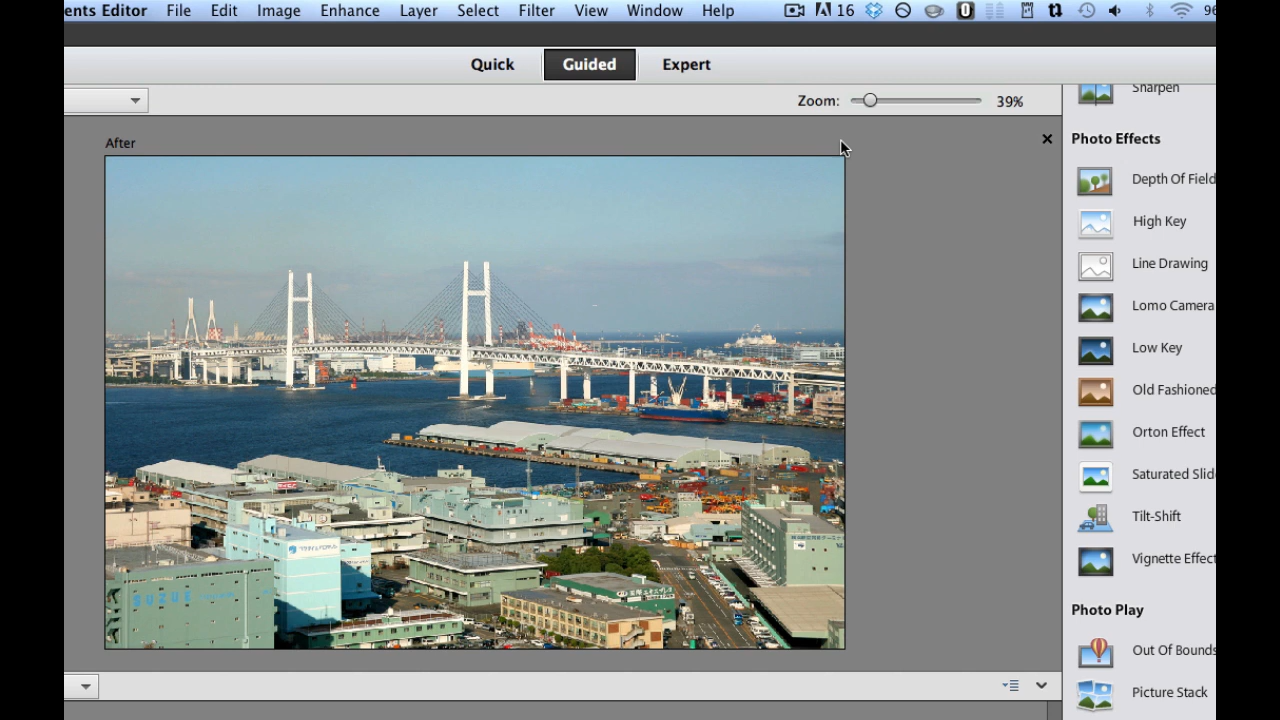 ents Editor File Edit Image Enhance Layer Select Filter View Window Help 16 96
Quick Guided Expert
Zoom: 39%
Sharpen
After
Photo Effects
Depth Of Field
High Key
Line Drawing
Lomo Camera
Low Key
Old Fashioned
Orton Effect
Saturated Slid
Tilt-Shift
Vignette Effect
SUZUE
Photo Play
Out Of Bounds
Picture Stack